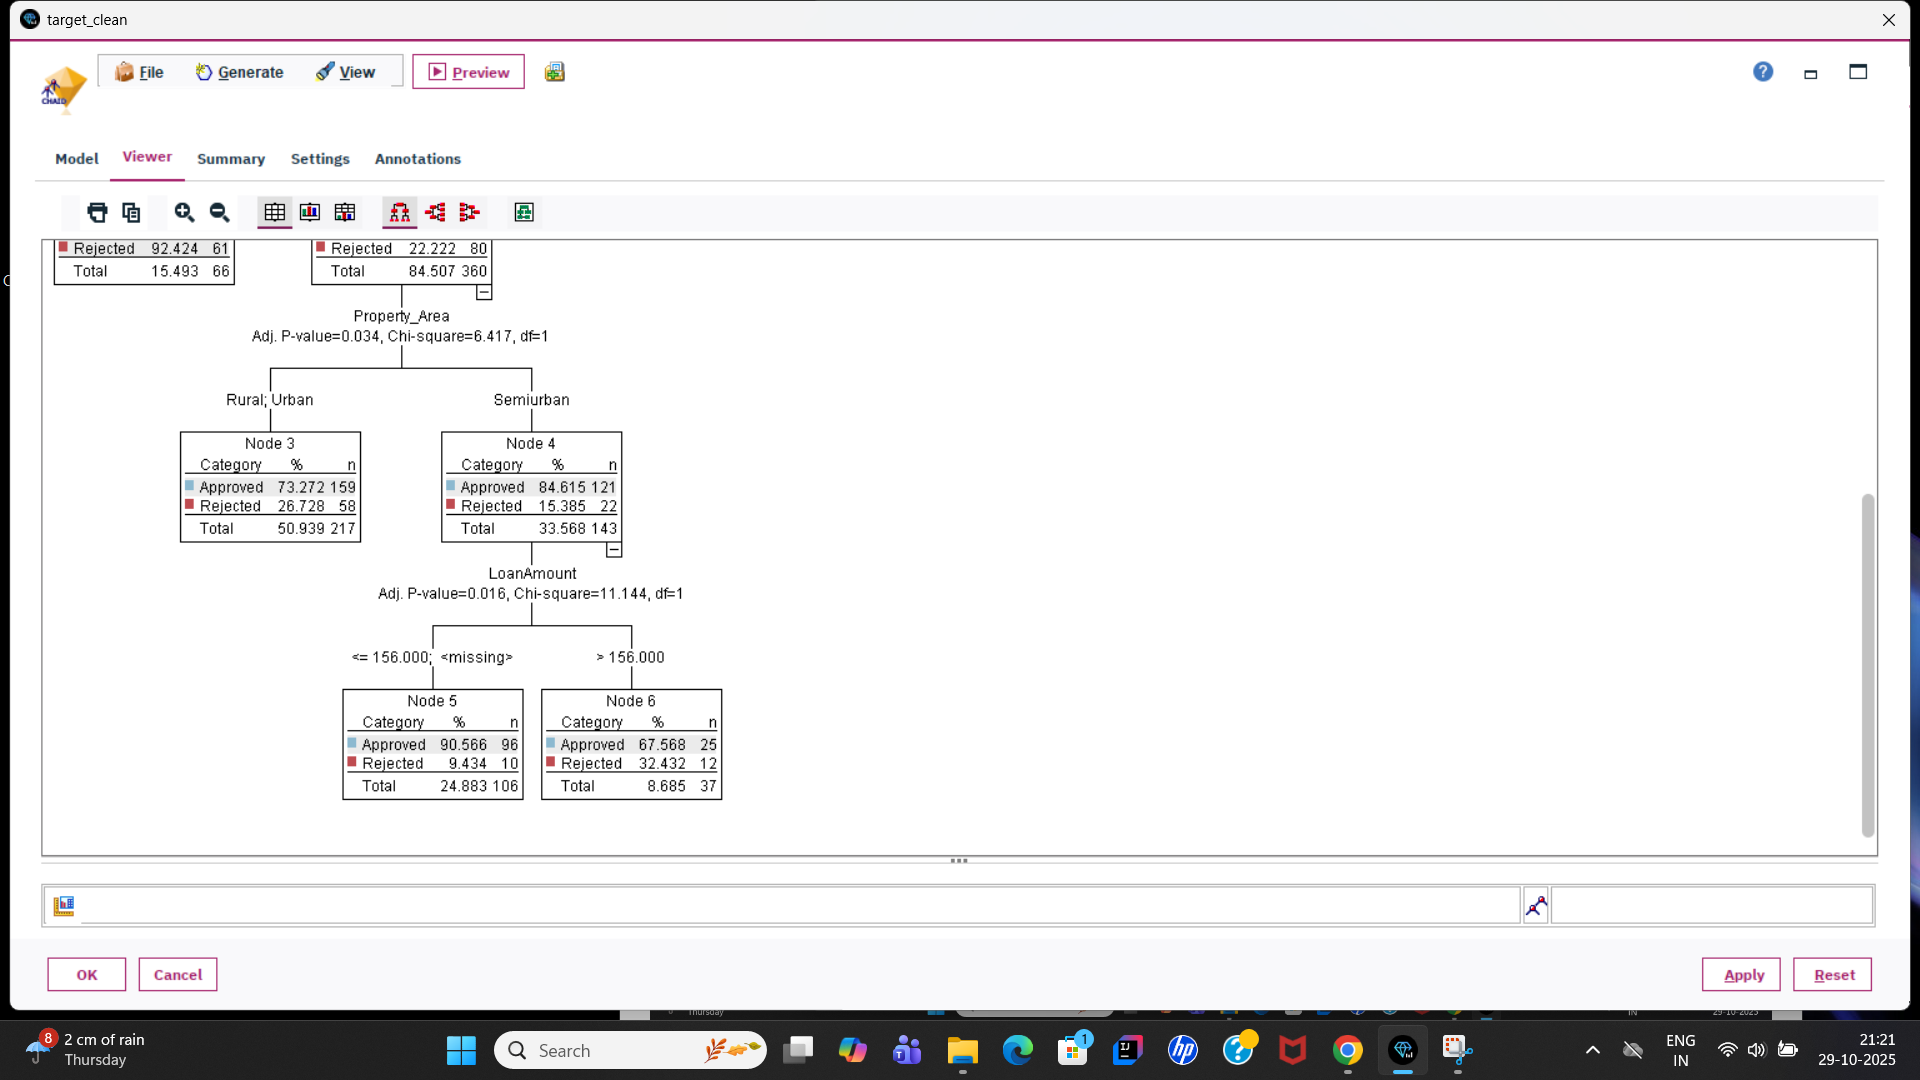 target_clean
File Generate View Preview
CHAID
Model Viewer Summary Settings Annotations
Rejected 92.424 61
Total 15.493 66
Rejected 22.222 80
Total 84.507 360
Property_Area
Adj. P-value=0.034, Chi-square=6.417, df=1
Rural; Urban
Semiurban
Node 3
Category % n
Approved 73.272 159
Rejected 26.728 58
Total 50.939 217
Node 4
Category % n
Approved 84.615 121
Rejected 15.385 22
Total 33.568 143
LoanAmount
Adj. P-value=0.016, Chi-square=11.144, df=1
<= 156.000; <missing>
> 156.000
Node 5
Category % n
Approved 90.566 96
Rejected 9.434 10
Total 24.883 106
Node 6
Category % n
Approved 67.568 25
Rejected 32.432 12
Total 8.685 37
OK Cancel Apply Reset
Thursday
IN
29-10-2025
8
2 cm of rain
Thursday
Search
1
ENG
IN
21:21
29-10-2025